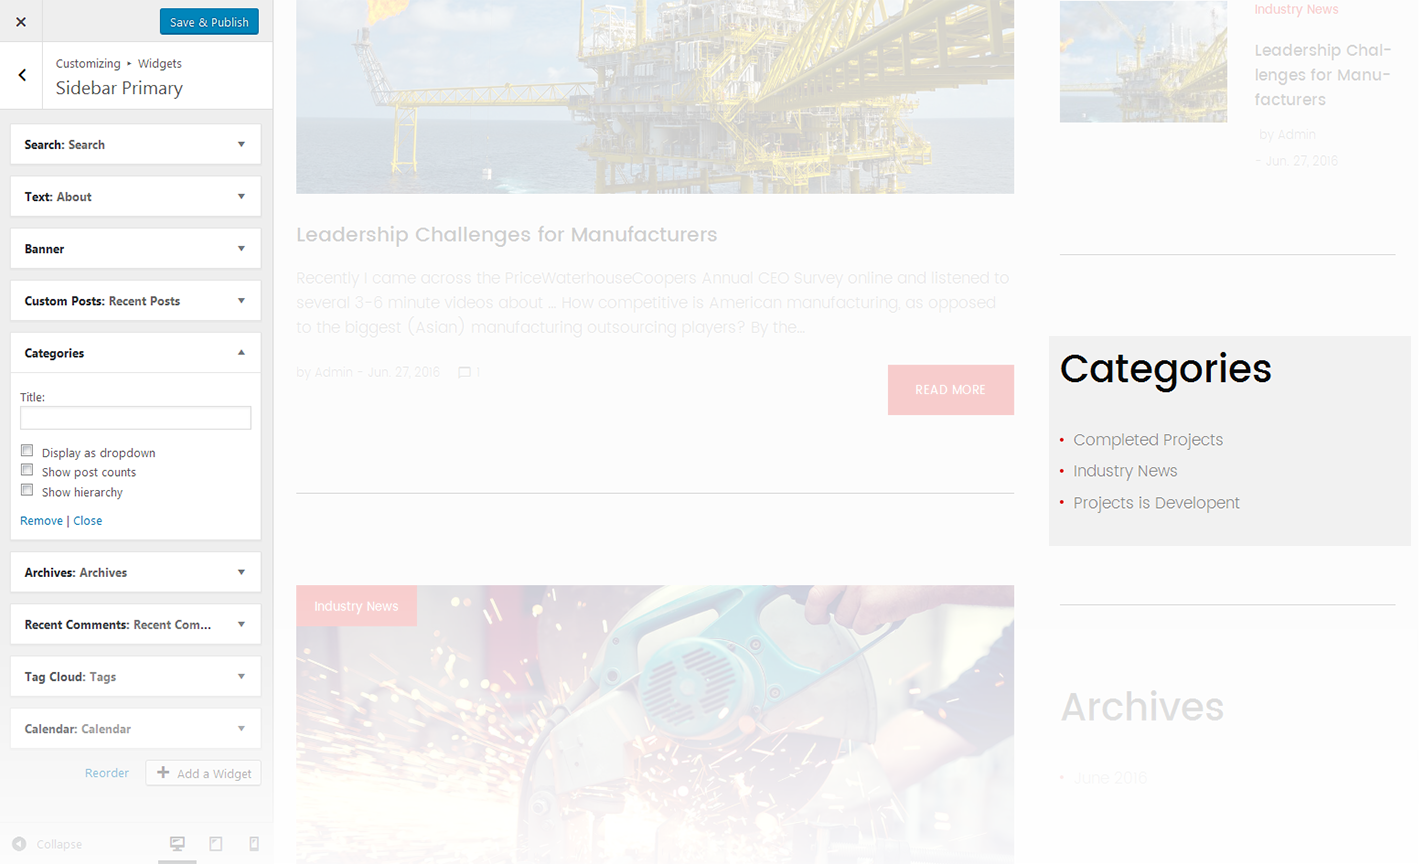 Save & Publish
Customizing ▸ Widgets
Sidebar Primary
Search: Search
Text: About
Banner
Custom Posts: Recent Posts
Categories
Title:
Display as dropdown
Show post counts
Show hierarchy
Remove | Close
Archives: Archives
Recent Comments: Recent Com...
Tag Cloud: Tags
Calendar: Calendar
Reorder
Add a Widget
Collapse
Leadership Challenges for Manufacturers
Recently I came across the PriceWaterhouseCoopers Annual CEO Survey online and listened to
several 3-6 minute videos about ... How competitive is American manufacturing, as opposed
to the biggest (Asian) manufacturing outsourcing players? By the...
by Admin - Jun. 27, 2016 1
READ MORE
Industry News
Industry News
Leadership Chal-
lenges for Manu-
facturers
by Admin
- Jun. 27, 2016
Categories
• Completed Projects
• Industry News
• Projects is Developent
Archives
• June 2016